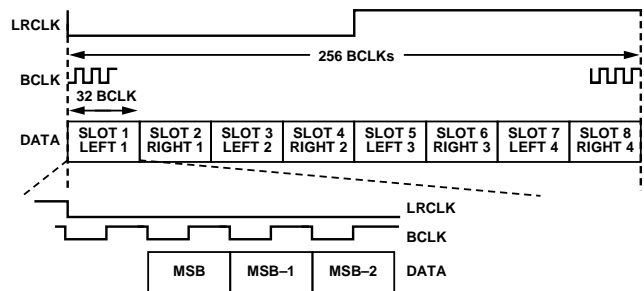 LRCLK
256 BCLKs
BCLK
32 BCLK
DATA
SLOT 1 SLOT 2 SLOT 3 SLOT 4 SLOT 5 SLOT 6 SLOT 7 SLOT 8
LEFT 1 RIGHT 1 LEFT 2 RIGHT 2 LEFT 3 RIGHT 3 LEFT 4 RIGHT 4
LRCLK
BCLK
MSB MSB–1 MSB–2 DATA